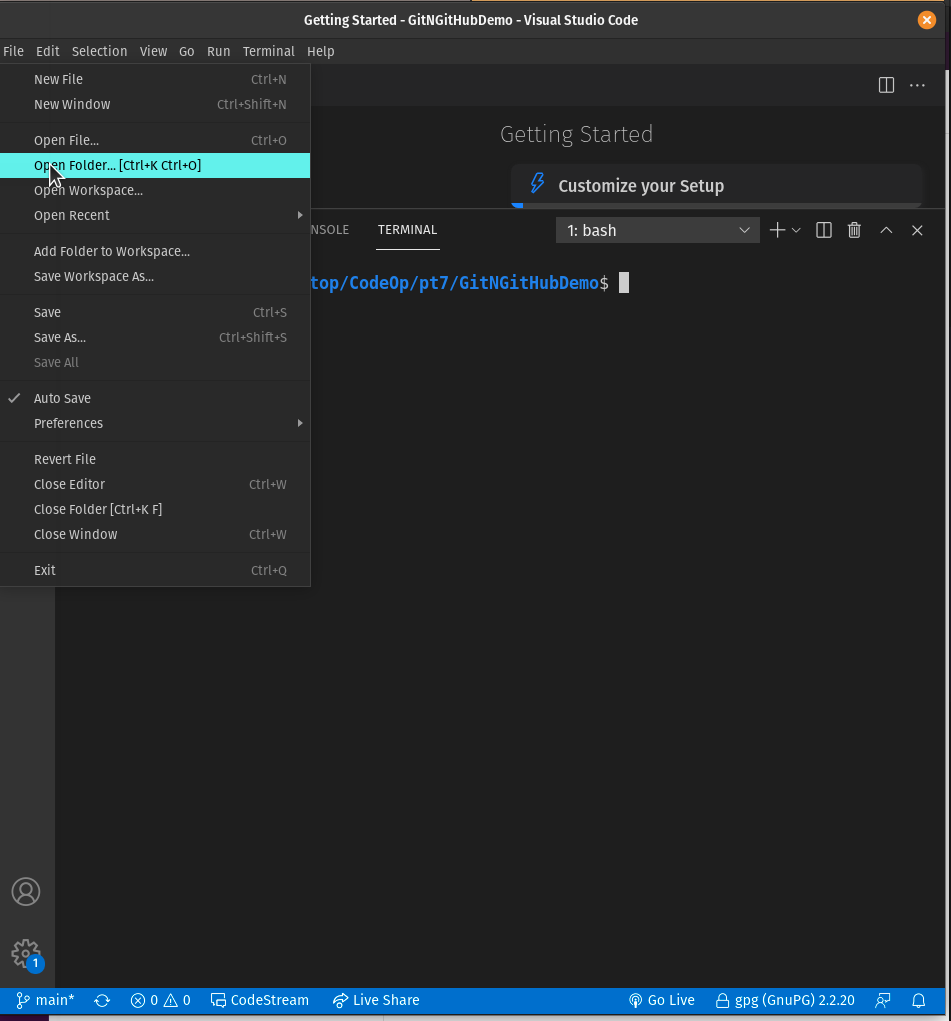 Getting Started - GitNGitHubDemo - Visual Studio Code
File Edit Selection View Go Run Terminal Help
New File Ctrl+N
New Window Ctrl+Shift+N
Open File... Ctrl+O
Open Folder... [Ctrl+K Ctrl+O]
Open Workspace...
Open Recent
Add Folder to Workspace...
Save Workspace As...
Save Ctrl+S
Save As... Ctrl+Shift+S
Save All
Auto Save
Preferences
Revert File
Close Editor Ctrl+W
Close Folder [Ctrl+K F]
Close Window Ctrl+W
Exit Ctrl+Q
Getting Started
Customize your Setup
NSOLE TERMINAL 1: bash
top/CodeOp/pt7/GitNGitHubDemo$
1
main* 0 0 CodeStream Live Share Go Live gpg (GnuPG) 2.2.20